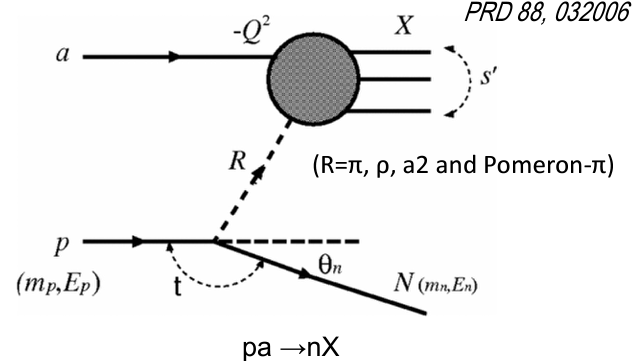 PRD 88, 032006
-Q² X
a
s′
R
(R=π, ρ, a2 and Pomeron-π)
p
θn
(mp,Ep) t N (mn,En)
pa →nX